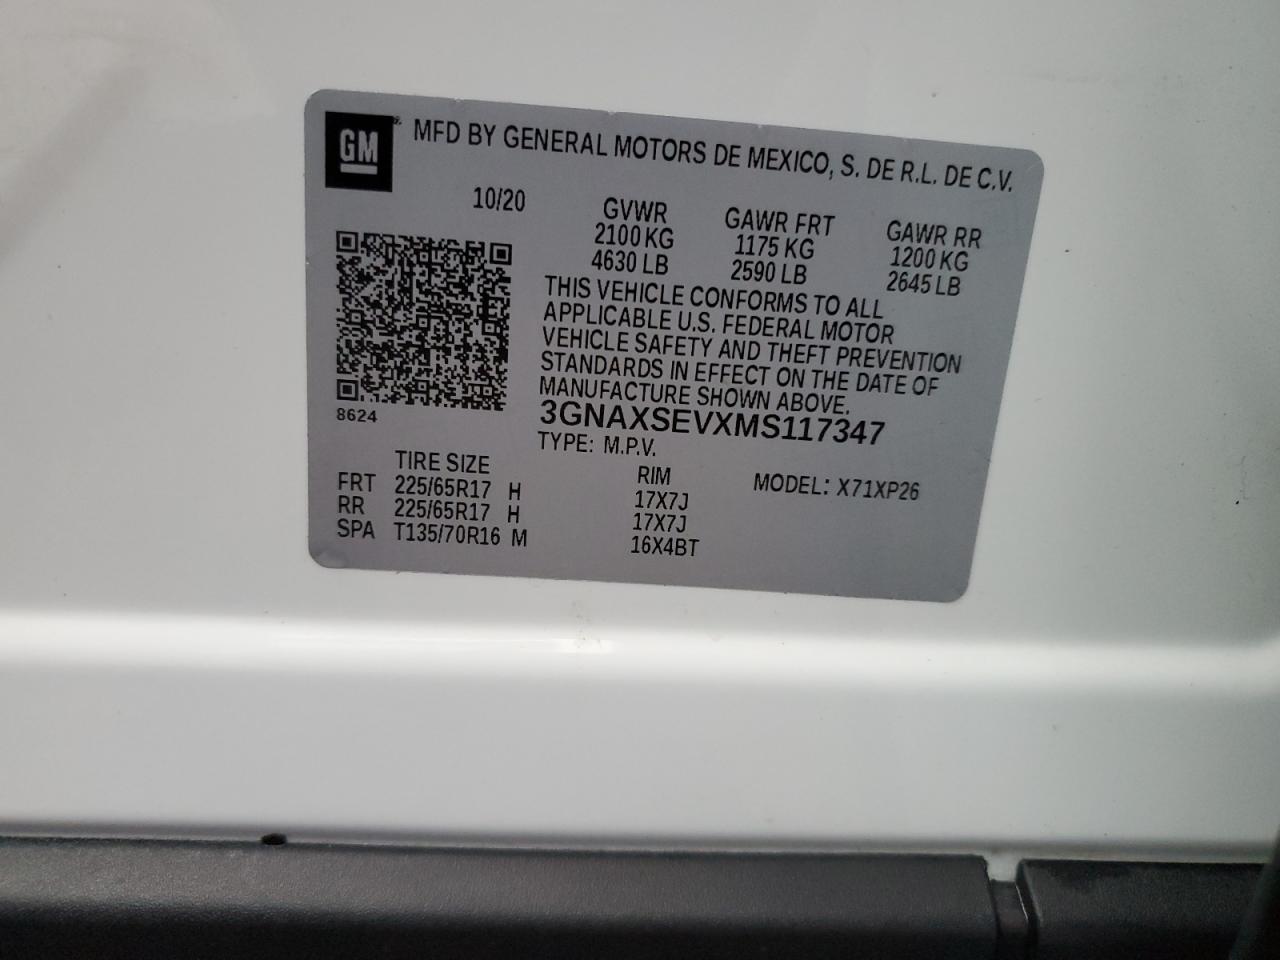 GM ® MFD BY GENERAL MOTORS DE MEXICO, S. DE R.L. DE C.V.
10/20 GVWR GAWR FRT GAWR RR
2100 KG 1175 KG 1200 KG
4630 LB 2590 LB 2645 LB
THIS VEHICLE CONFORMS TO ALL
APPLICABLE U.S. FEDERAL MOTOR
VEHICLE SAFETY AND THEFT PREVENTION
STANDARDS IN EFFECT ON THE DATE OF
MANUFACTURE SHOWN ABOVE.
8624 3GNAXSEVXMS117347
TYPE: M.P.V.
TIRE SIZE RIM MODEL: X71XP26
FRT 225/65R17 H 17X7J
RR 225/65R17 H 17X7J
SPA T135/70R16 M 16X4BT